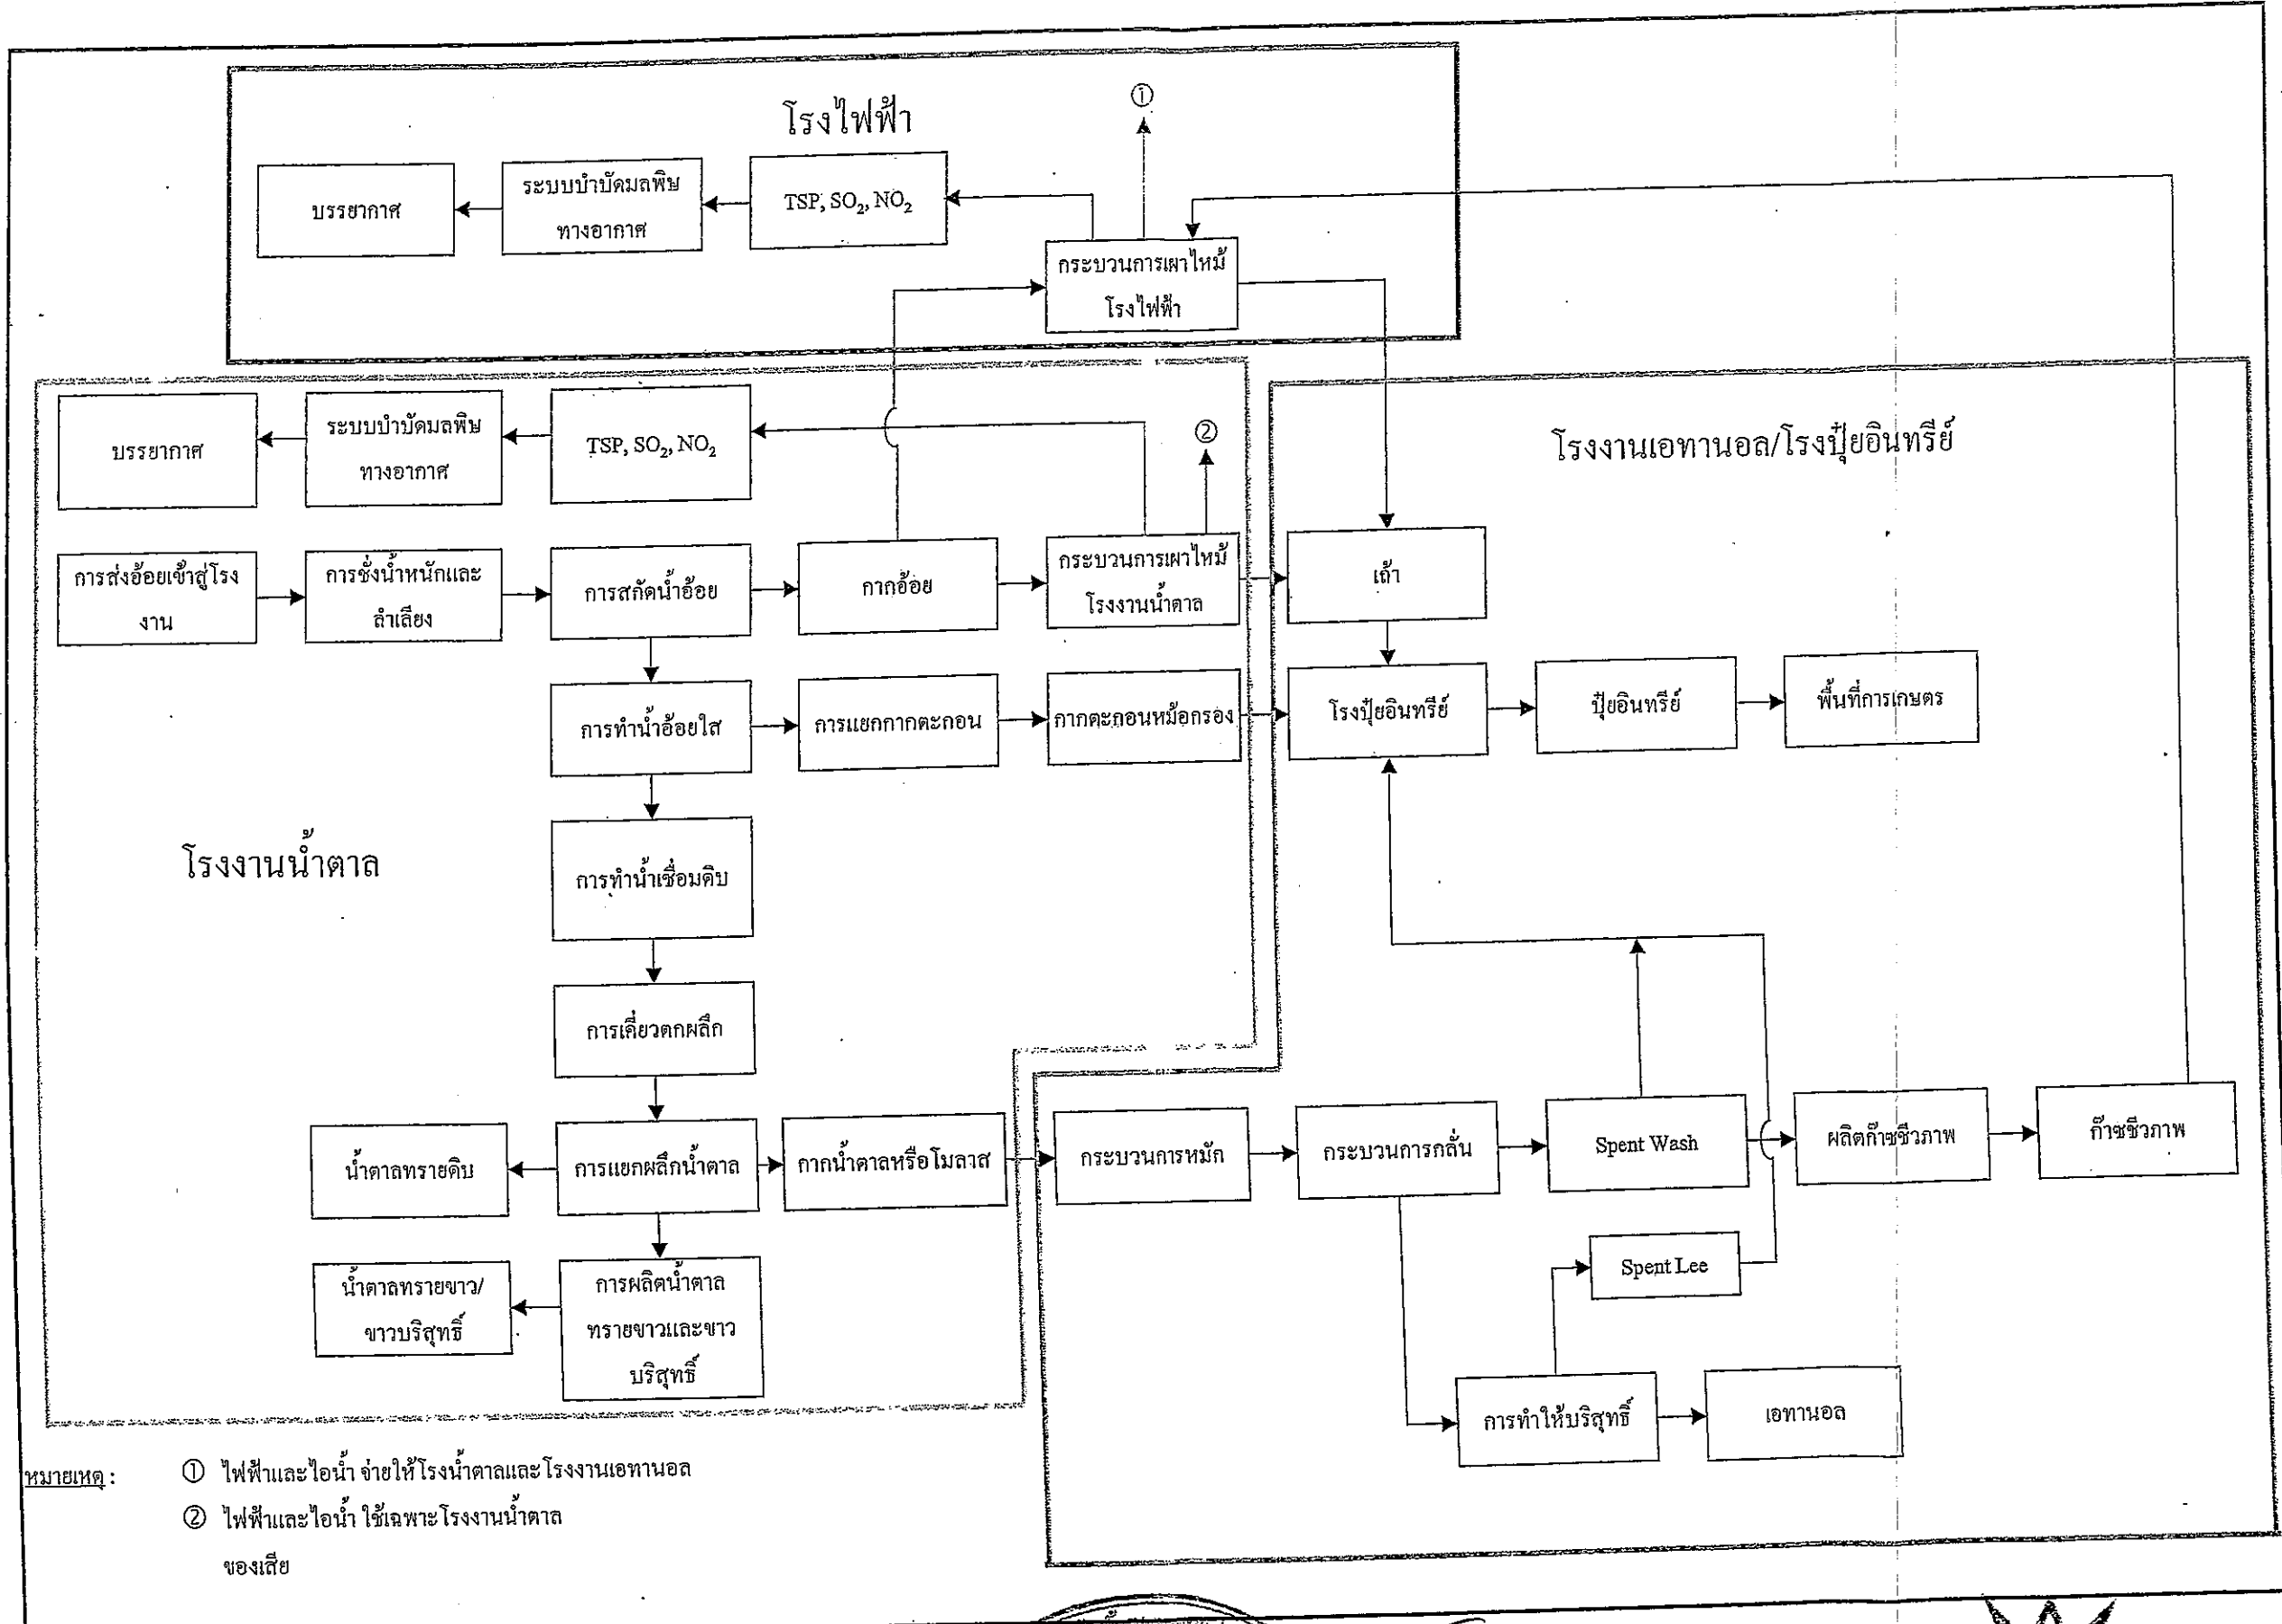 โรงไฟฟ้า
①
บรรยากาศ
ระบบบำบัดมลพิษ
ทางอากาศ
TSP, SO₂, NO₂
กระบวนการเผาไหม้
โรงไฟฟ้า
บรรยากาศ
ระบบบำบัดมลพิษ
ทางอากาศ
TSP, SO₂, NO₂
②
โรงงานเอทานอล/โรงปุ๋ยอินทรีย์
การส่งอ้อยเข้าสู่โรง
งาน
การชั่งน้ำหนักและ
ลำเลียง
การสกัดน้ำอ้อย
กากอ้อย
กระบวนการเผาไหม้
โรงงานน้ำตาล
เถ้า
การทำน้ำอ้อยใส
การแยกกากตะกอน
กากตะกอนหม้อกรอง
โรงปุ๋ยอินทรีย์
ปุ๋ยอินทรีย์
พื้นที่การเกษตร
โรงงานน้ำตาล
การทำน้ำเชื่อมดิบ
การเคี่ยวตกผลึก
น้ำตาลทรายดิบ
การแยกผลึกน้ำตาล
กากน้ำตาลหรือโมลาส
กระบวนการหมัก
กระบวนการกลั่น
Spent Wash
ผลิตก๊าซชีวภาพ
ก๊าซชีวภาพ
น้ำตาลทรายขาว/
ขาวบริสุทธิ์
การผลิตน้ำตาล
ทรายขาวและขาว
บริสุทธิ์
Spent Lee
การทำให้บริสุทธิ์
เอทานอล
หมายเหตุ :
① ไฟฟ้าและไอน้ำ จ่ายให้โรงน้ำตาลและโรงงานเอทานอล
② ไฟฟ้าและไอน้ำ ใช้เฉพาะโรงงานน้ำตาล
ของเสีย